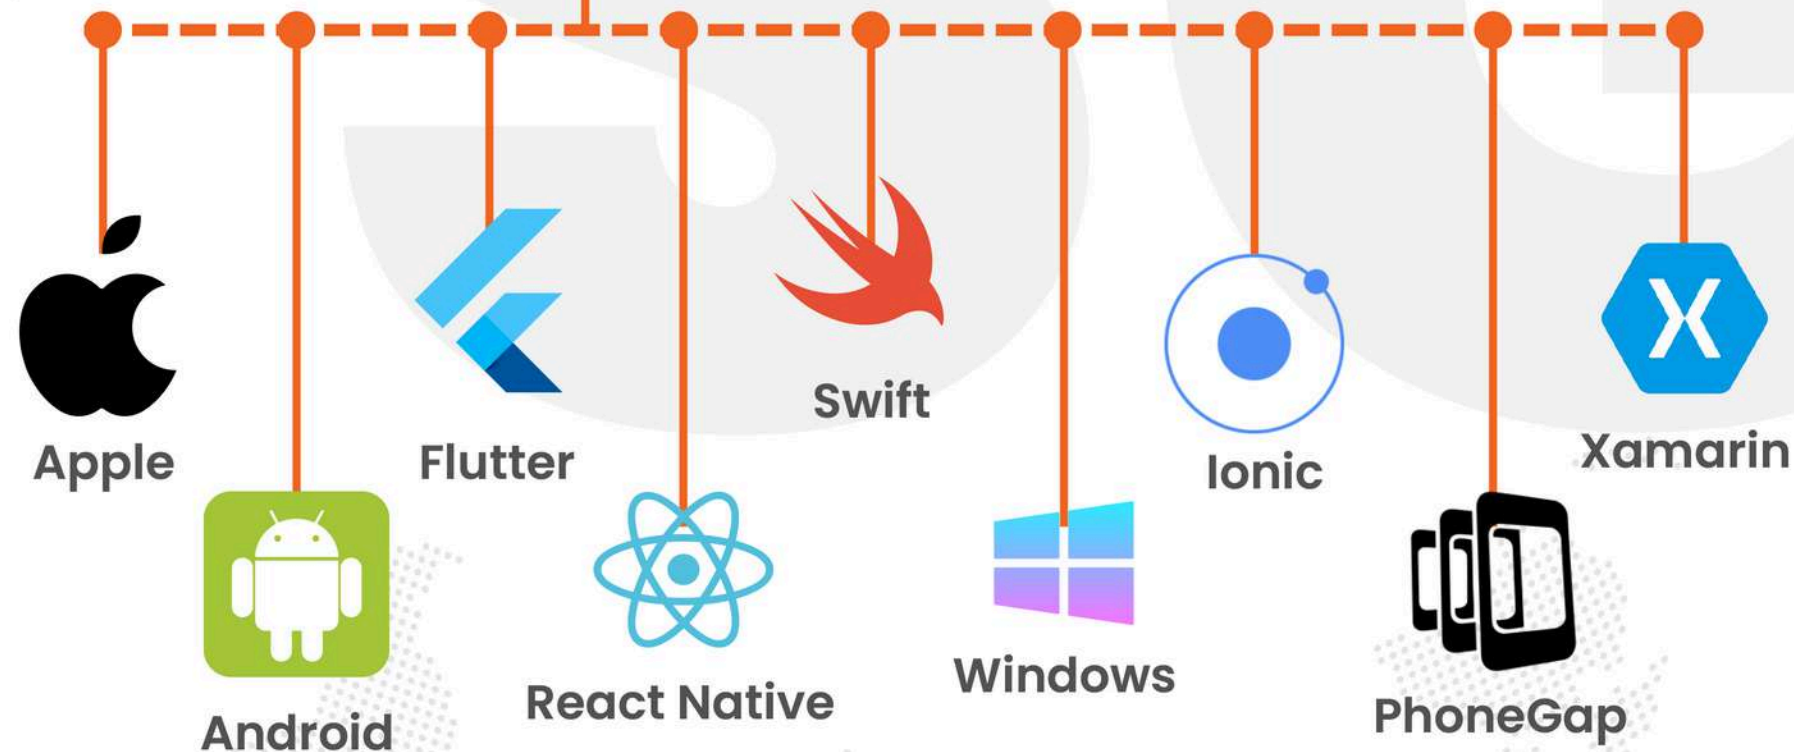 Apple
Android
Flutter
React Native
Swift
Windows
Ionic
PhoneGap
Xamarin